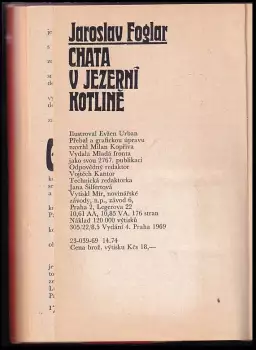 Jaroslav Foglar
CHATA
V JEZERNÍ
KOTLINĚ
Ilustroval Evžen Urban
Přebal a grafickou úpravu
navrhl Milan Kopřiva
Vydala Mladá fronta
jako svou 2767. publikaci
Odpovědný redaktor
Vojtěch Kantor
Technická redaktorka
Jana Silfertová
Vytiskl Mír, novinářské
závody, n.p., závod 6,
Praha 2, Legerova 22
10,61 AA, 10,85 VA. 176 stran
Náklad 120 000 výtisků
505/22/8,5 Vydání 4. Praha 1969
23-039-69 14.74
Cena brož. výtisku Kčs 18,—